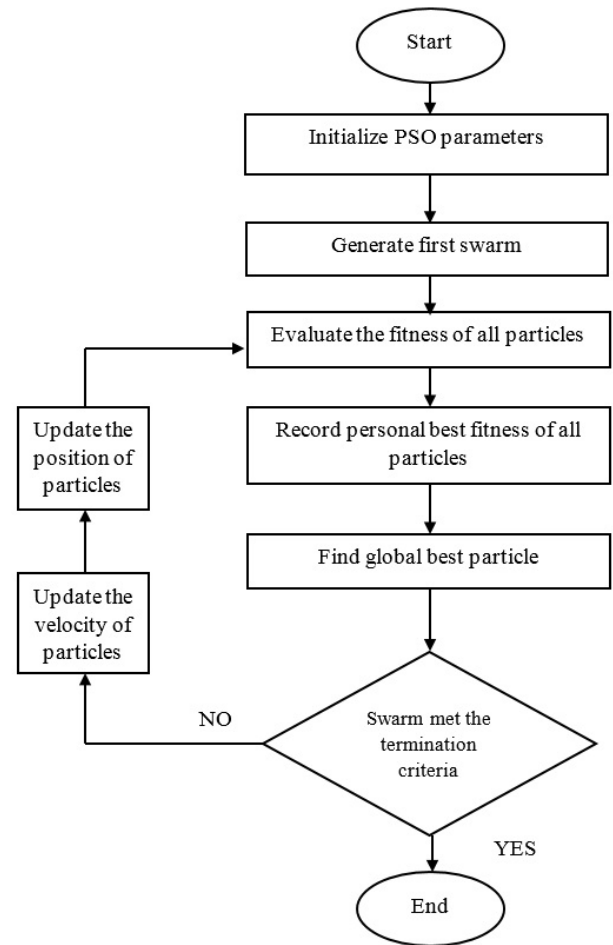 Start
Initialize PSO parameters
Generate first swarm
Evaluate the fitness of all particles
Record personal best fitness of all
particles
Find global best particle
Swarm met the
termination
criteria
NO
Update the
velocity of
particles
Update the
position of
particles
YES
End